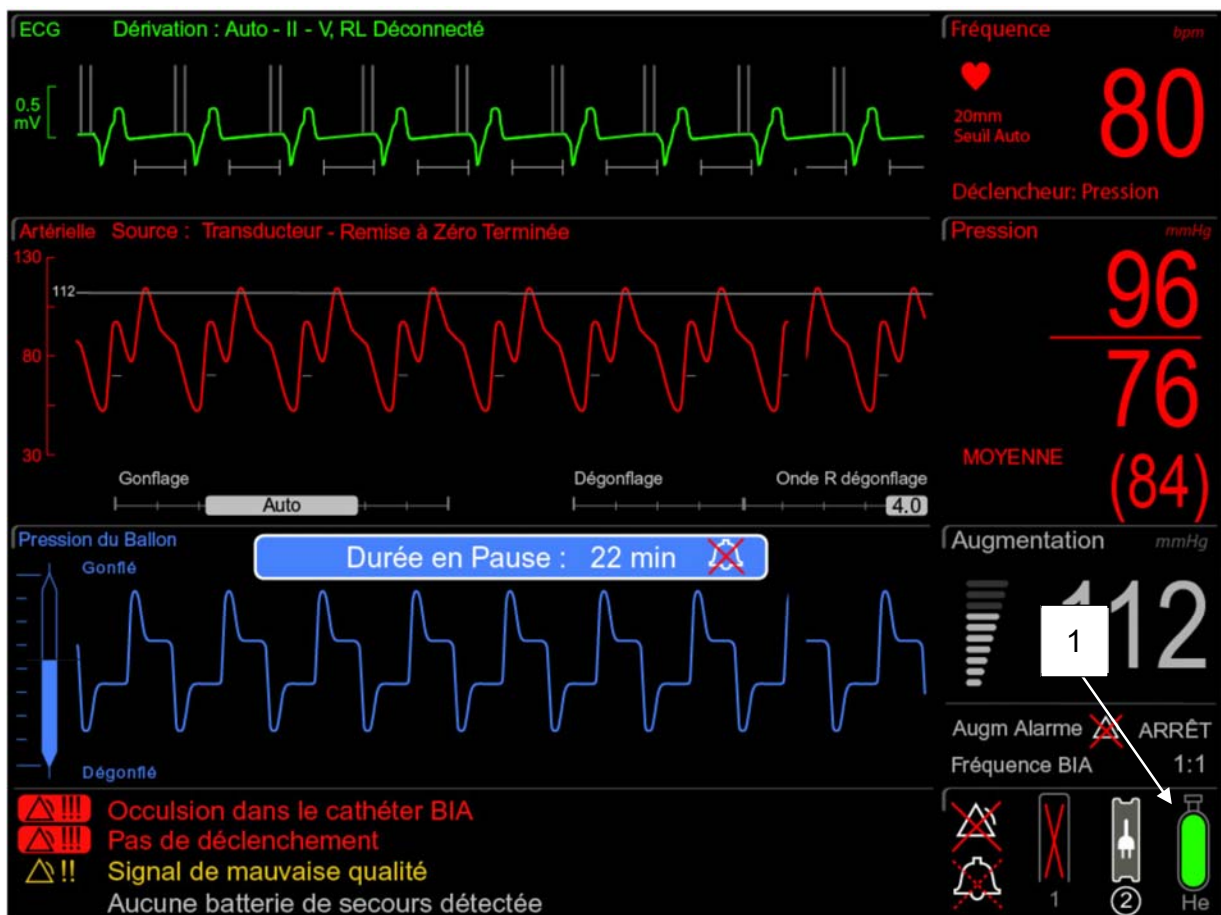 ECG Dérivation : Auto - II - V, RL Déconnecté
0.5
mV
Fréquence bpm
80
20mm
Seuil Auto
Déclencheur: Pression
Artérielle Source : Transducteur - Remise à Zéro Terminée
130
112
80
30
Pression mmHg
96
76
MOYENNE (84)
Gonflage Dégonflage Onde R dégonflage
Auto 4.0
Pression du Ballon
Gonflé
Durée en Pause : 22 min
Dégonflé
Augmentation mmHg
112
1
Augm Alarme ARRÊT
Fréquence BIA 1:1
!!! Occulsion dans le cathéter BIA
!!! Pas de déclenchement
!! Signal de mauvaise qualité
Aucune batterie de secours détectée
1 2 He